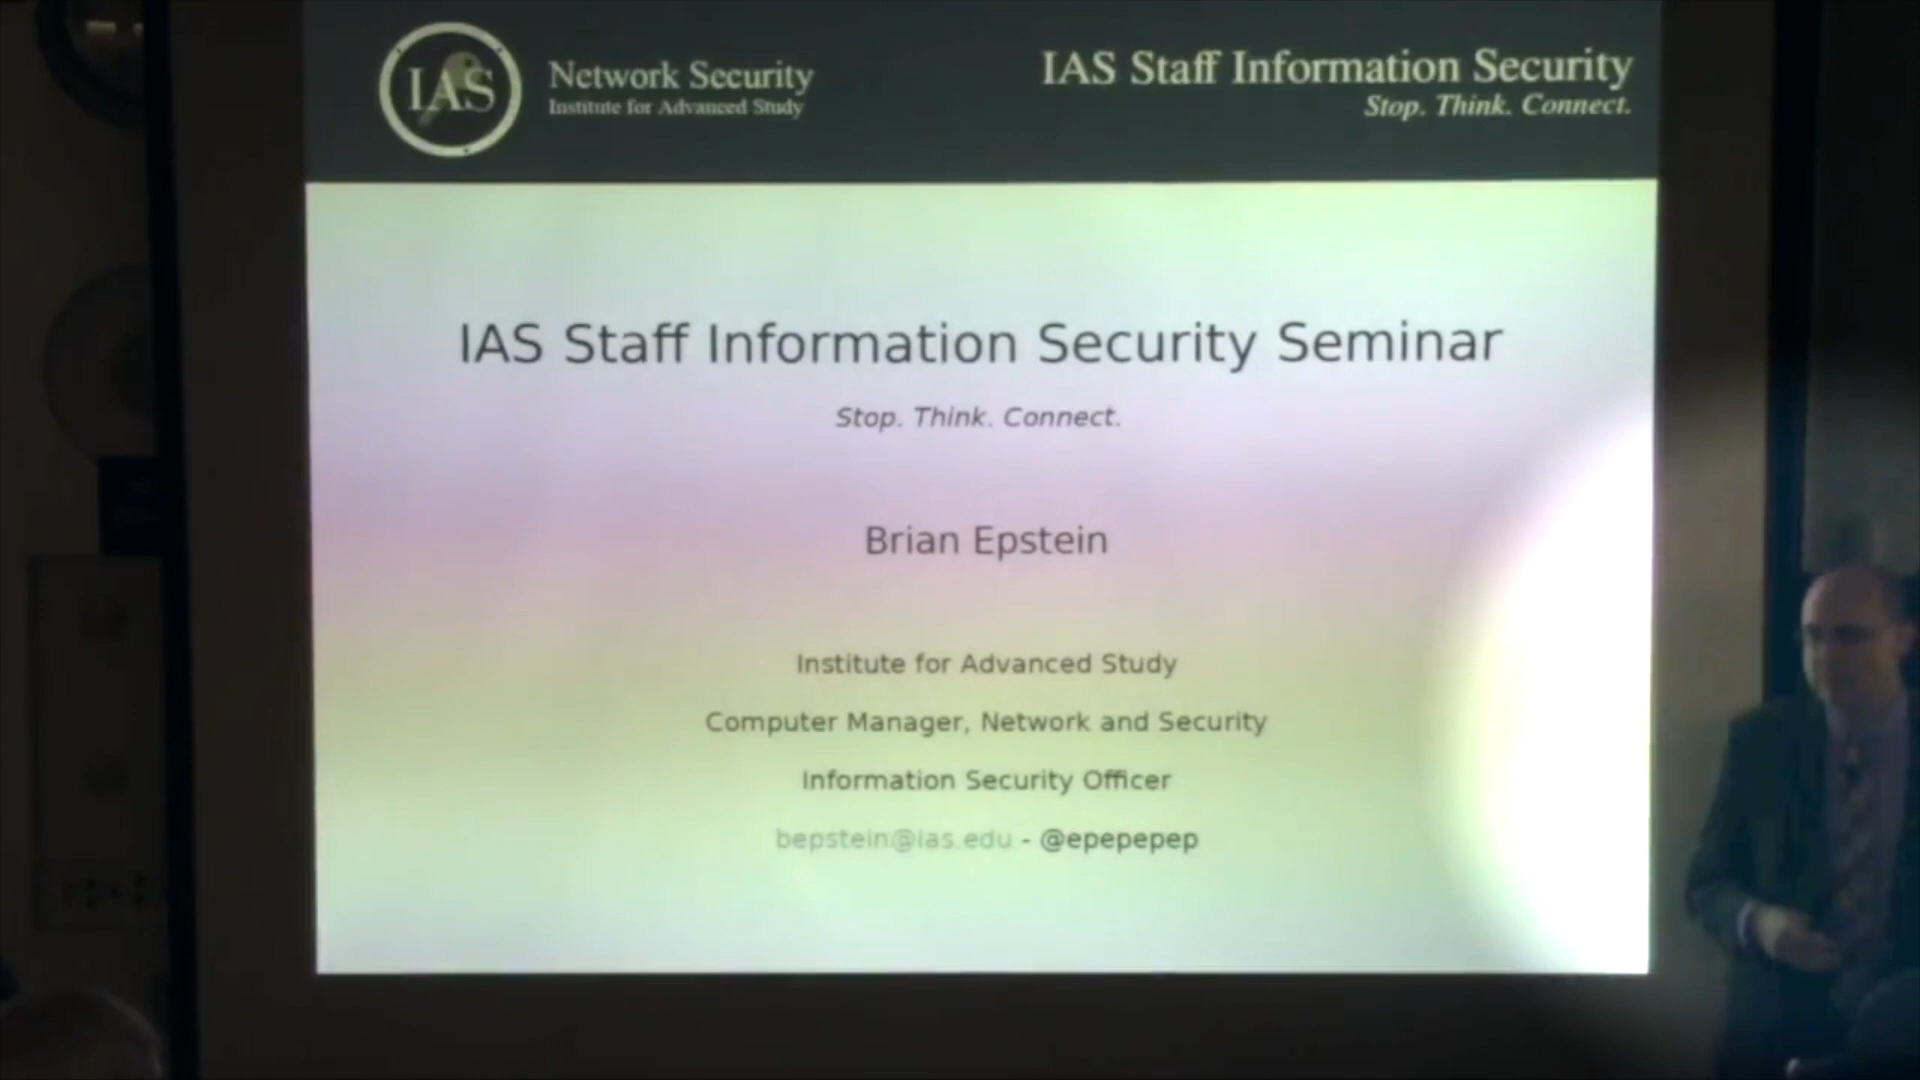 IAS
Network Security
Institute for Advanced Study
IAS Staff Information Security
Stop. Think. Connect.
IAS Staff Information Security Seminar
Stop. Think. Connect.
Brian Epstein
Institute for Advanced Study
Computer Manager, Network and Security
Information Security Officer
bepstein@ias.edu - @epepepep